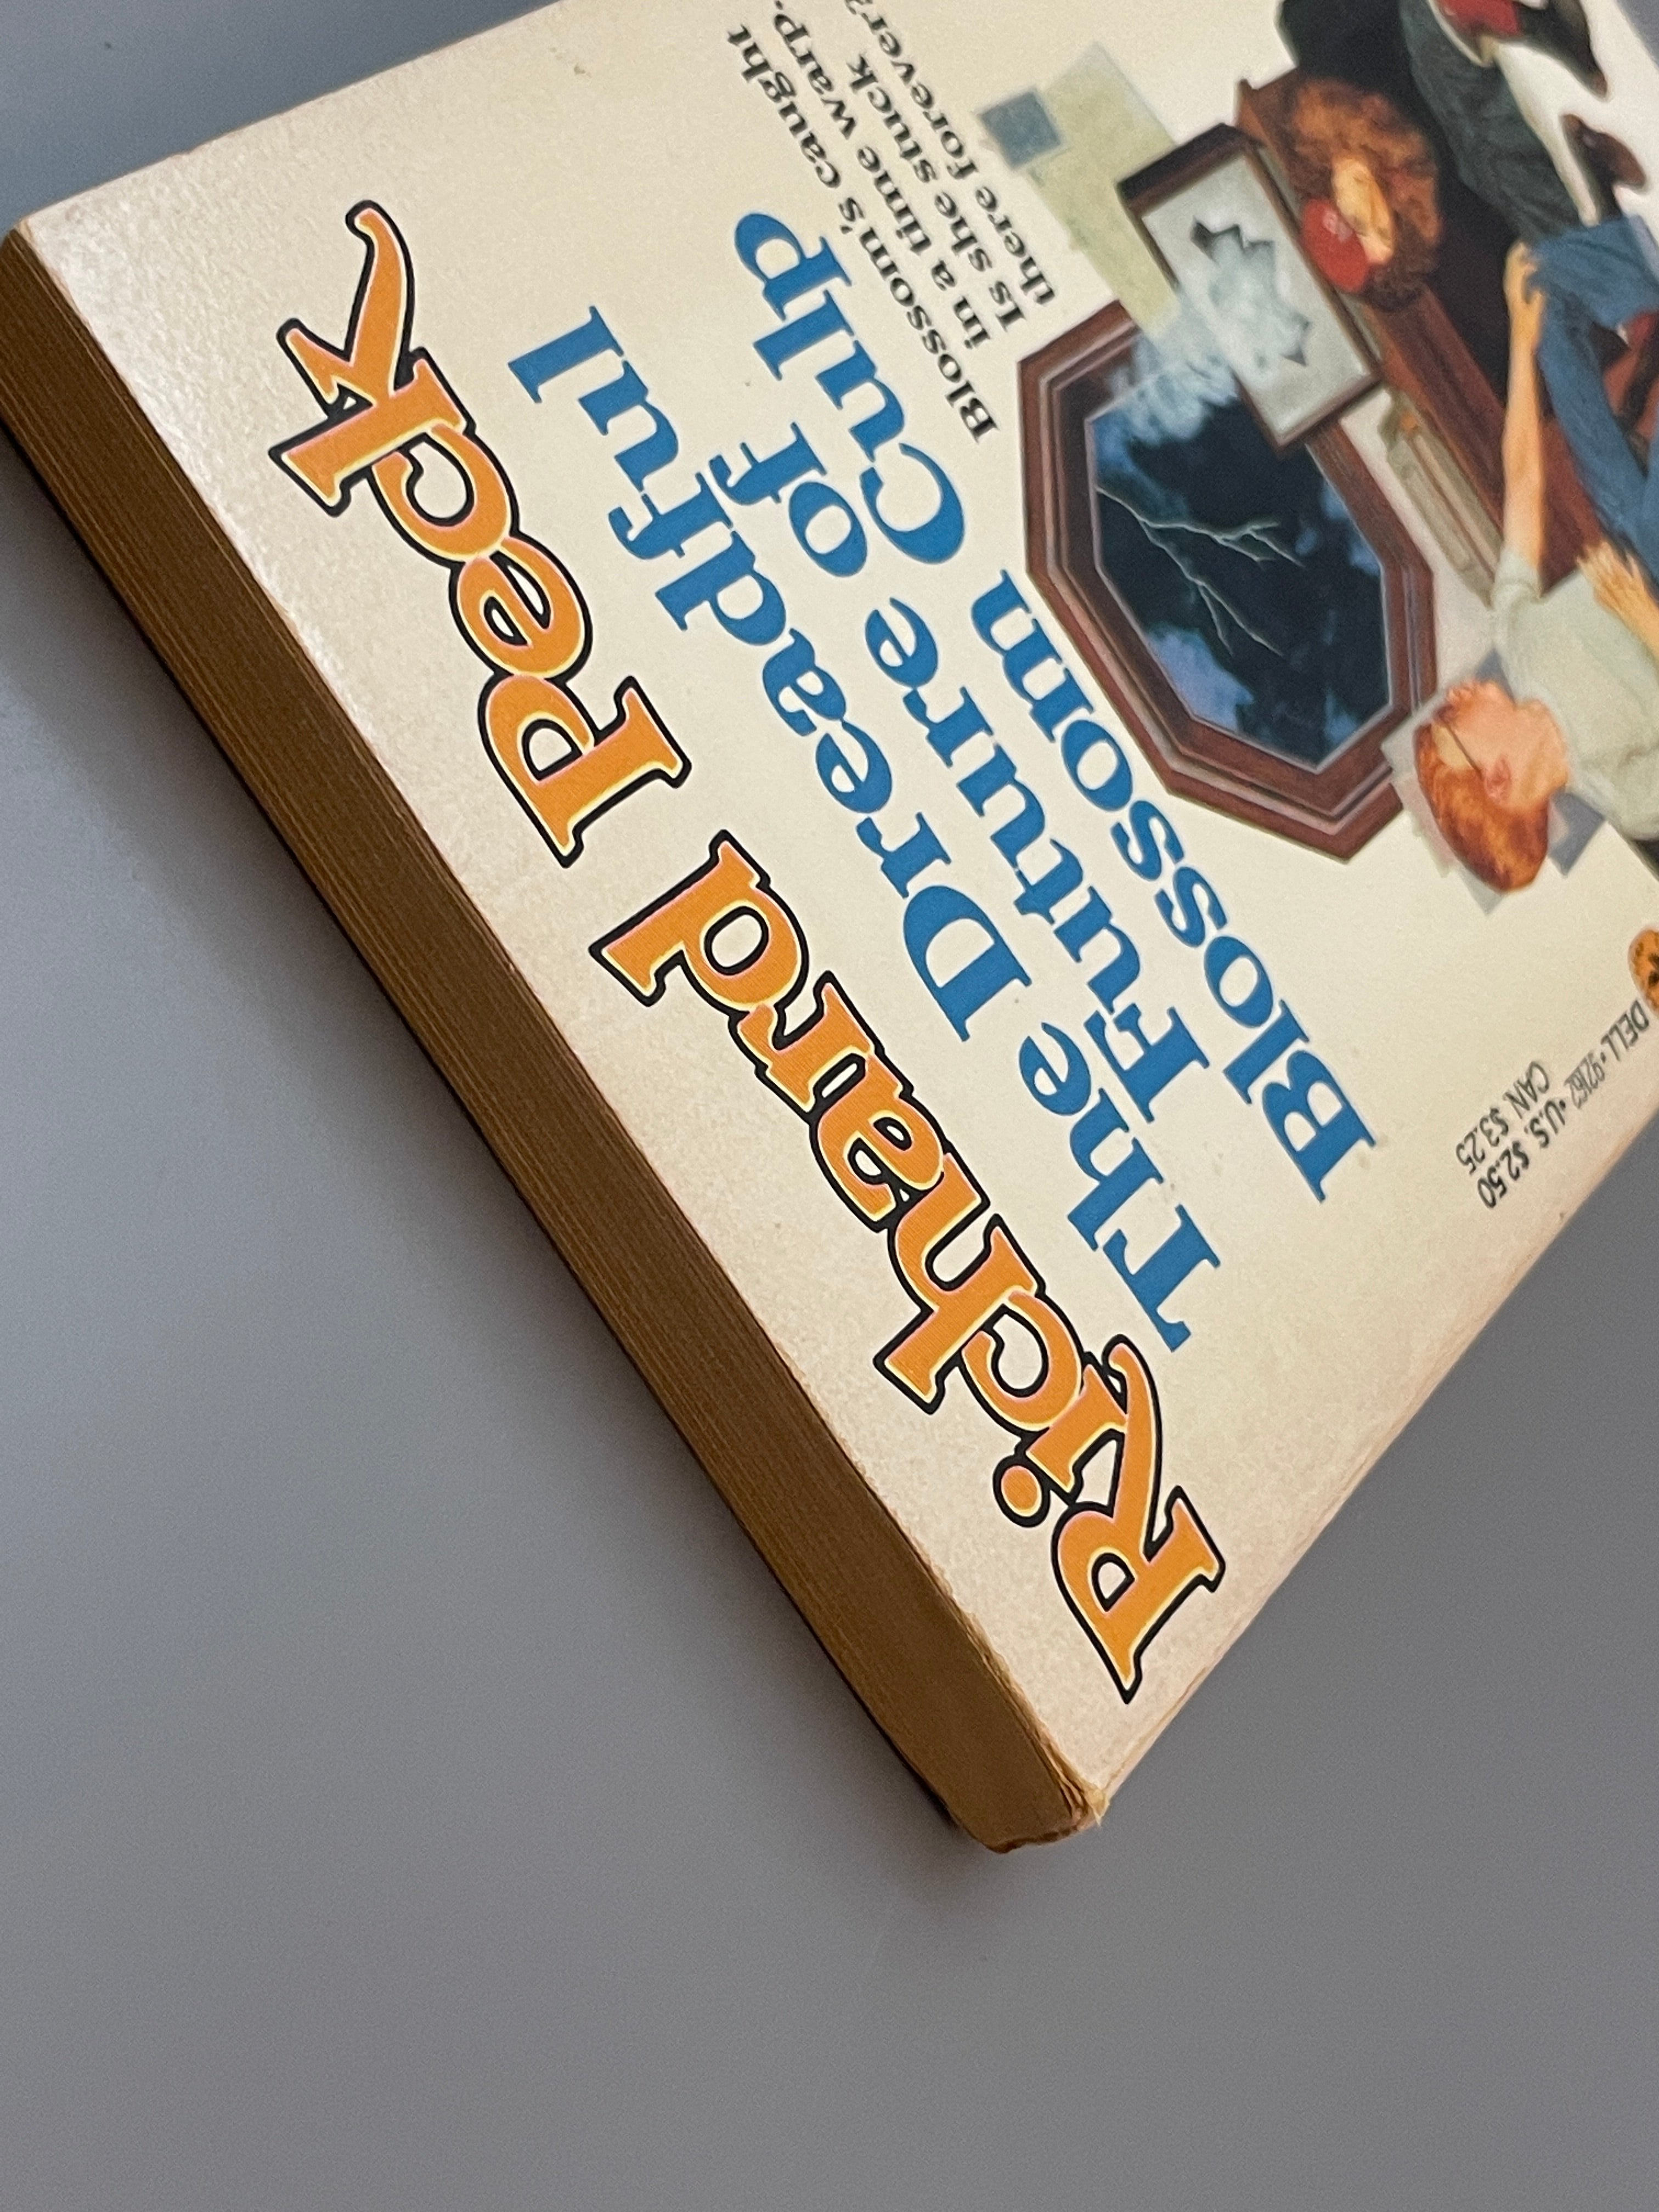 Richard Peck
The Dreadful
Future of
Blossom Culp
Blossom's caught
in a time warp.
Is she stuck
there forever?
DELL • 92162 • U.S. $2.50
CAN. $3.25